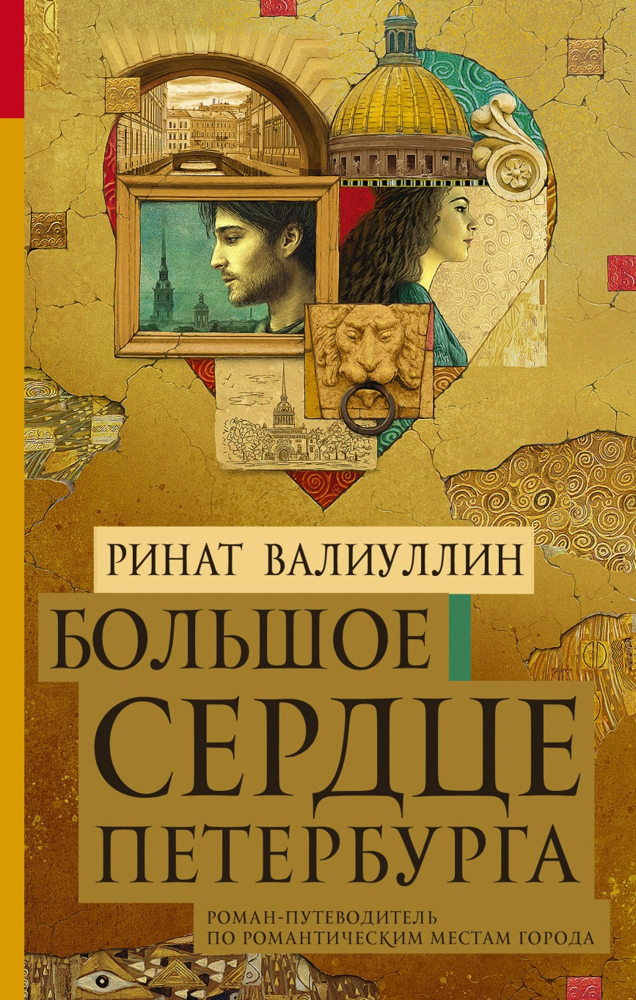 РИНАТ ВАЛИУЛЛИН
БОЛЬШОЕ
СЕРДЦЕ
ПЕТЕРБУРГА
РОМАН-ПУТЕВОДИТЕЛЬ
ПО РОМАНТИЧЕСКИМ МЕСТАМ ГОРОДА